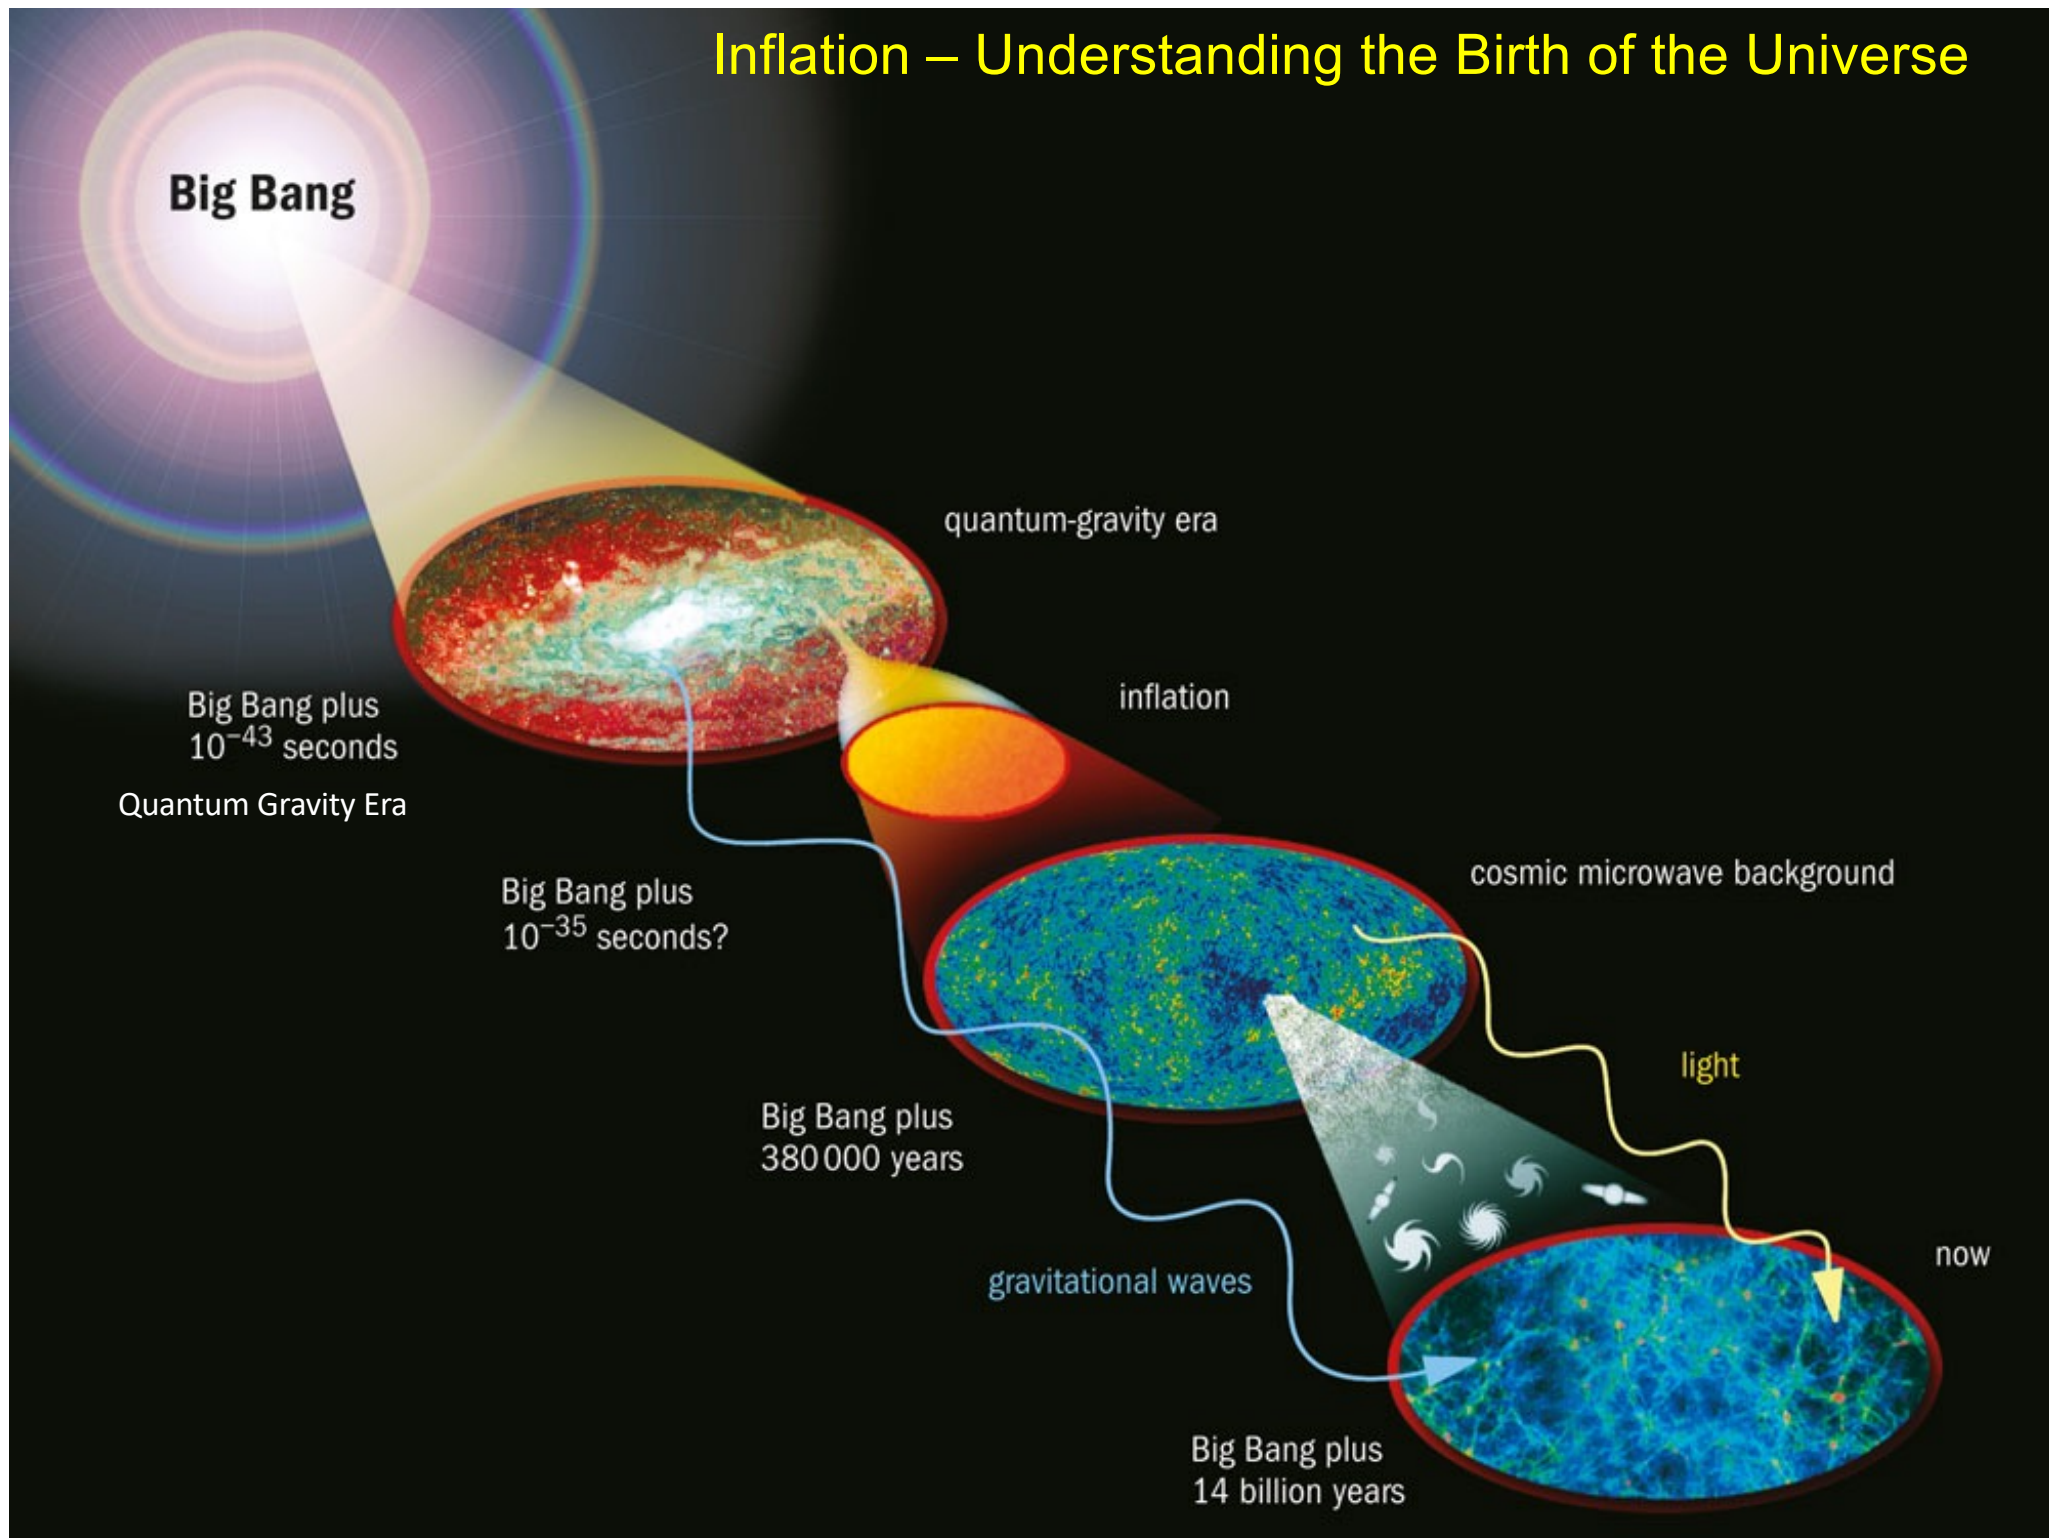 Inflation – Understanding the Birth of the Universe
Big Bang
quantum-gravity era
Big Bang plus
10⁻⁴³ seconds
Quantum Gravity Era
inflation
Big Bang plus
10⁻³⁵ seconds?
cosmic microwave background
light
Big Bang plus
380 000 years
gravitational waves
now
Big Bang plus
14 billion years